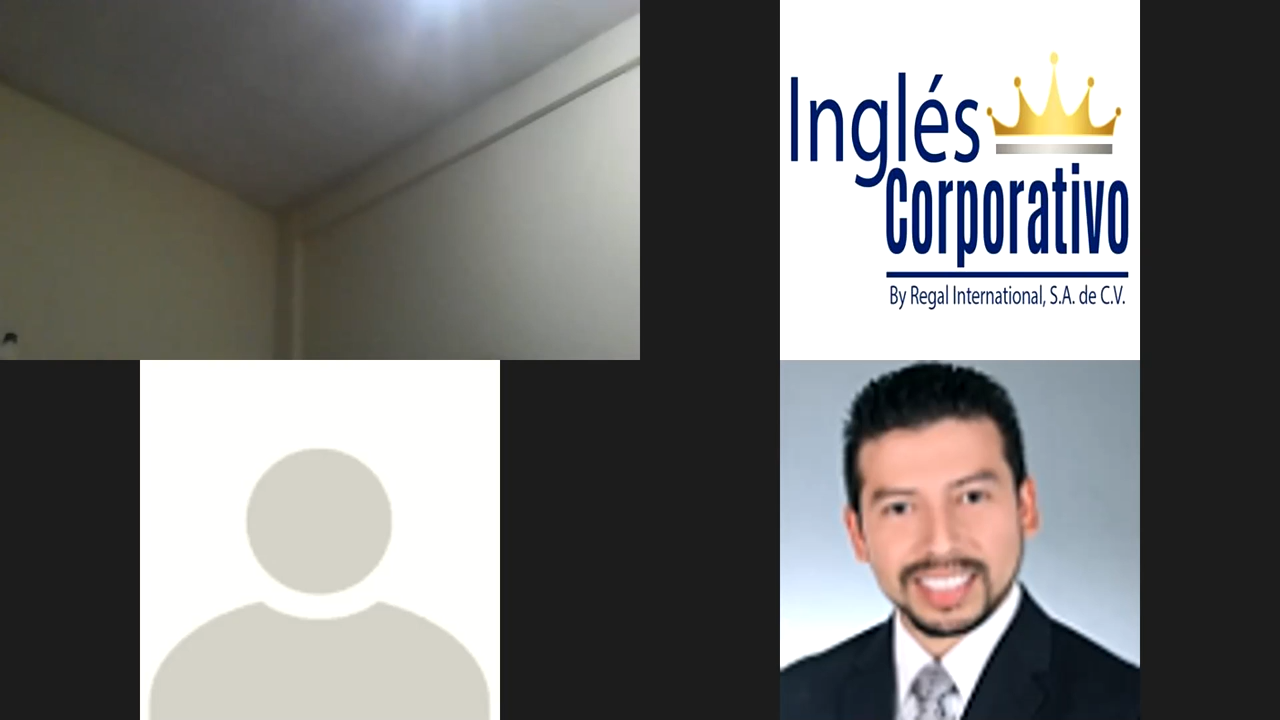 Inglés
Corporativo
By Regal International, S.A. de C.V.